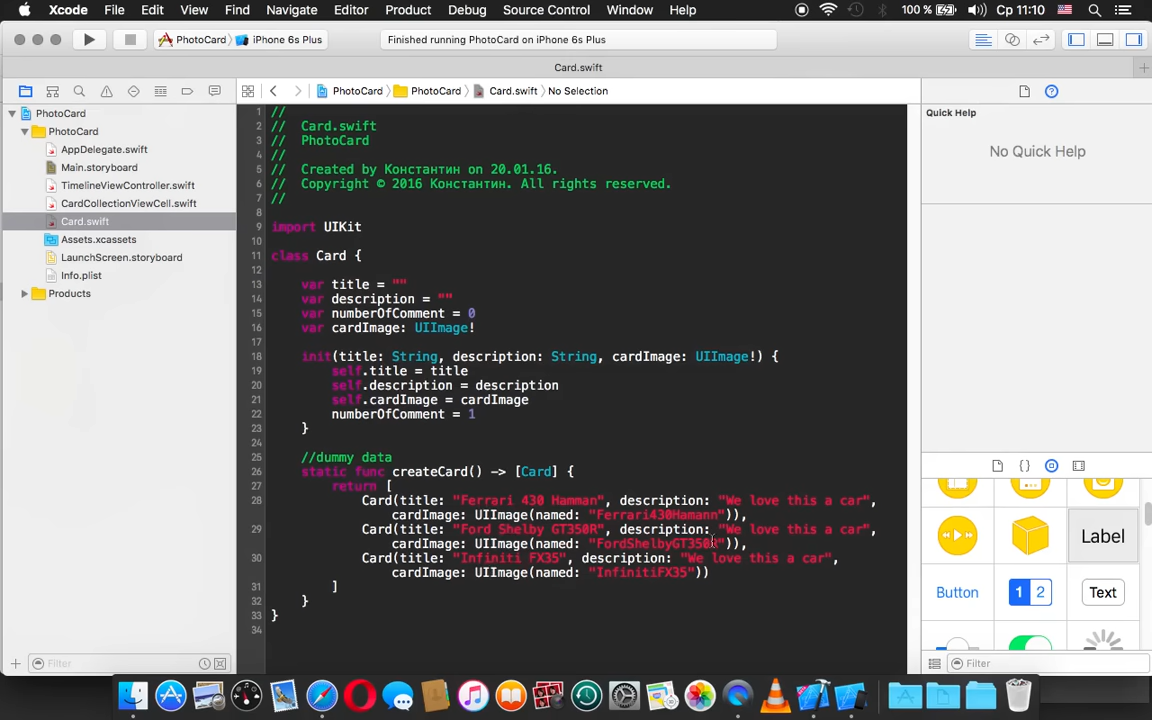 Xcode File Edit View Find Navigate Editor Product Debug Source Control Window Help 100 % Ср 11:10
PhotoCard iPhone 6s Plus Finished running PhotoCard on iPhone 6s Plus
Card.swift
PhotoCard PhotoCard Card.swift No Selection
PhotoCard
PhotoCard
AppDelegate.swift
Main.storyboard
TimelineViewController.swift
CardCollectionViewCell.swift
Card.swift
Assets.xcassets
LaunchScreen.storyboard
Info.plist
Products
Filter
1 //
2 //  Card.swift
3 //  PhotoCard
4 //
5 //  Created by Константин on 20.01.16.
6 //  Copyright © 2016 Константин. All rights reserved.
7 //
8
9 import UIKit
10
11 class Card {
12
13 var title = ""
14 var description = ""
15 var numberOfComment = 0
16 var cardImage: UIImage!
17
18 init(title: String, description: String, cardImage: UIImage!) {
19 self.title = title
20 self.description = description
21 self.cardImage = cardImage
22 numberOfComment = 1
23 }
24
25 //dummy data
26 static func createCard() -> [Card] {
27 return [
28 Card(title: "Ferrari 430 Hamman", description: "We love this a car",
cardImage: UIImage(named: "Ferrari430Hamann")),
29 Card(title: "Ford Shelby GT350R", description: "We love this a car",
cardImage: UIImage(named: "FordShelbyGT350R")),
30 Card(title: "Infiniti FX35", description: "We love this a car",
cardImage: UIImage(named: "InfinitiFX35"))
31 ]
32 }
33 }
34
Quick Help
No Quick Help
{ }
Label
Button 1 2 Text
Filter